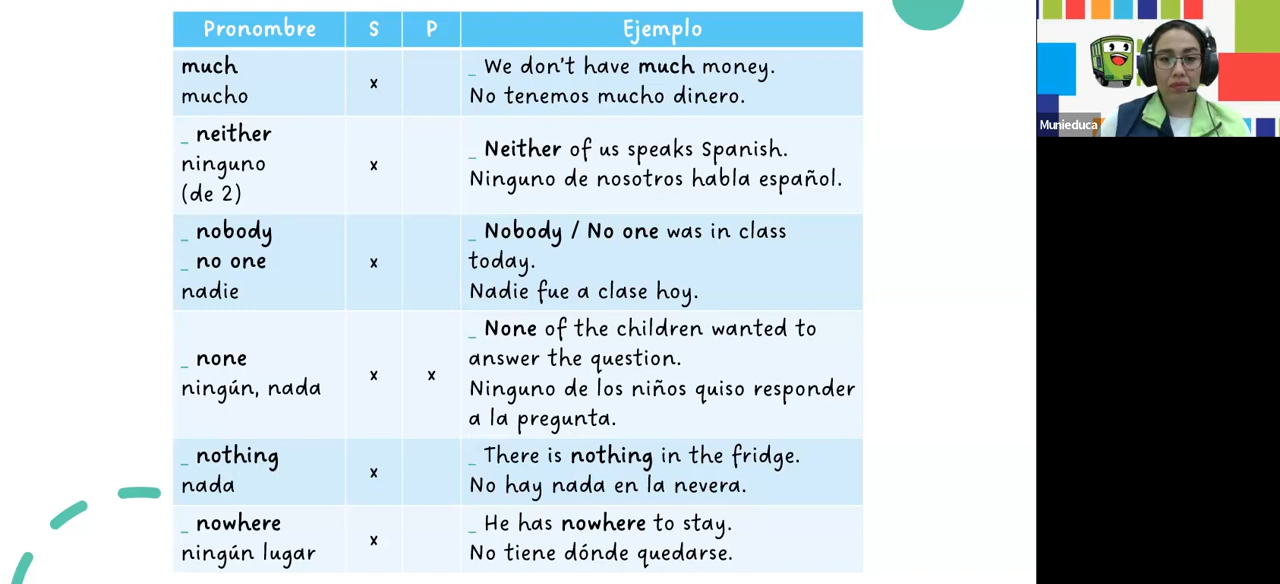 Pronombre S P Ejemplo
much
mucho
x
_ We don't have much money.
No tenemos mucho dinero.
_ neither
ninguno
(de 2)
x
_ Neither of us speaks Spanish.
Ninguno de nosotros habla español.
_ nobody
_ no one
nadie
x
_ Nobody / No one was in class
today.
Nadie fue a clase hoy.
_ none
ningún, nada
x x
_ None of the children wanted to
answer the question.
Ninguno de los niños quiso responder
a la pregunta.
_ nothing
nada
x
_ There is nothing in the fridge.
No hay nada en la nevera.
_ nowhere
ningún lugar
x
_ He has nowhere to stay.
No tiene dónde quedarse.
Munieduca